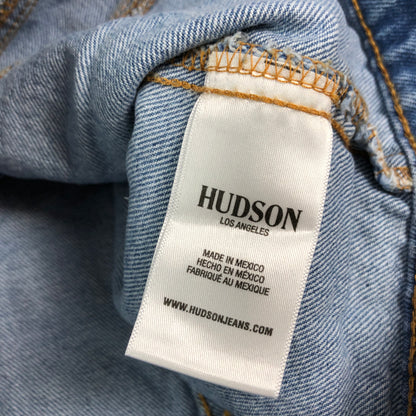 HUDSON
LOS ANGELES
MADE IN MEXICO
HECHO EN MÉXICO
FABRIQUÉ AU MEXIQUE
WWW.HUDSONJEANS.COM